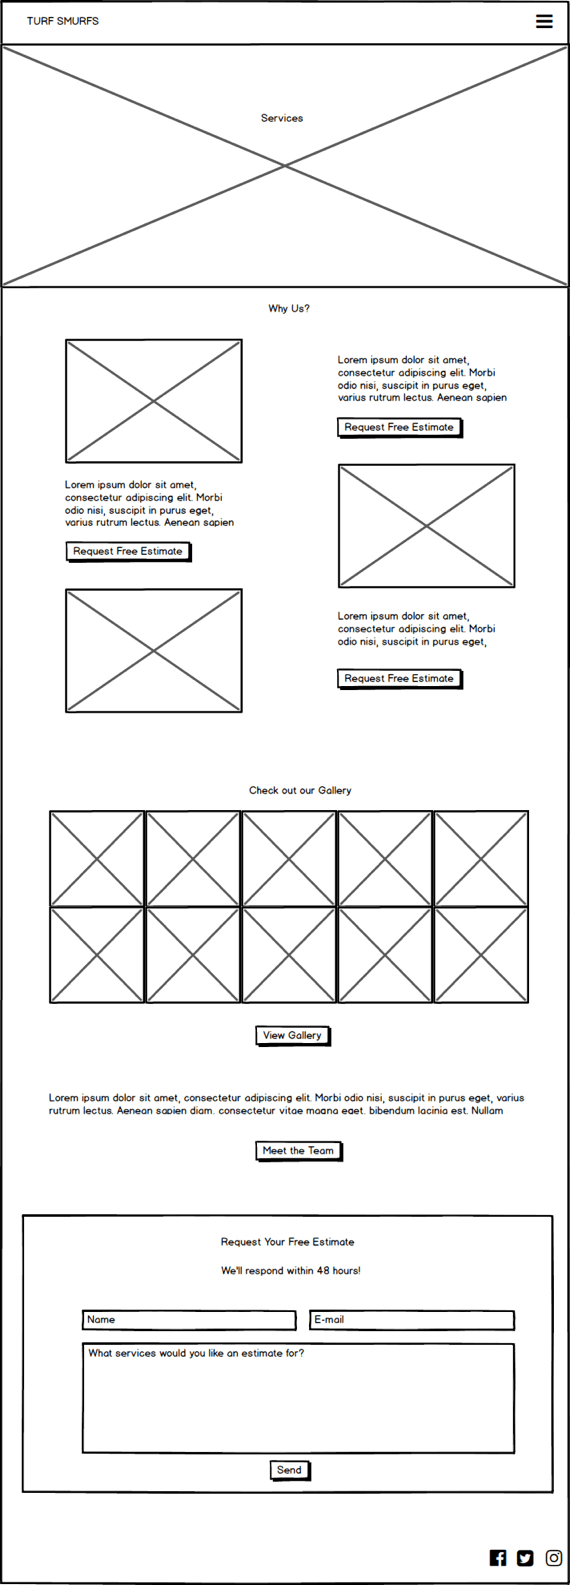 TURF SMURFS
Services
Why Us?
Lorem ipsum dolor sit amet,
consectetur adipiscing elit. Morbi
odio nisi, suscipit in purus eget,
varius rutrum lectus. Aenean sapien
Request Free Estimate
Lorem ipsum dolor sit amet,
consectetur adipiscing elit. Morbi
odio nisi, suscipit in purus eget,
varius rutrum lectus. Aenean sapien
Request Free Estimate
Lorem ipsum dolor sit amet,
consectetur adipiscing elit. Morbi
odio nisi, suscipit in purus eget,
Request Free Estimate
Check out our Gallery
View Gallery
Lorem ipsum dolor sit amet, consectetur adipiscing elit. Morbi odio nisi, suscipit in purus eget, varius
rutrum lectus. Aenean sapien diam, consectetur vitae magna eget, bibendum lacinia est. Nullam
Meet the Team
Request Your Free Estimate
We'll respond within 48 hours!
Name
E-mail
What services would you like an estimate for?
Send